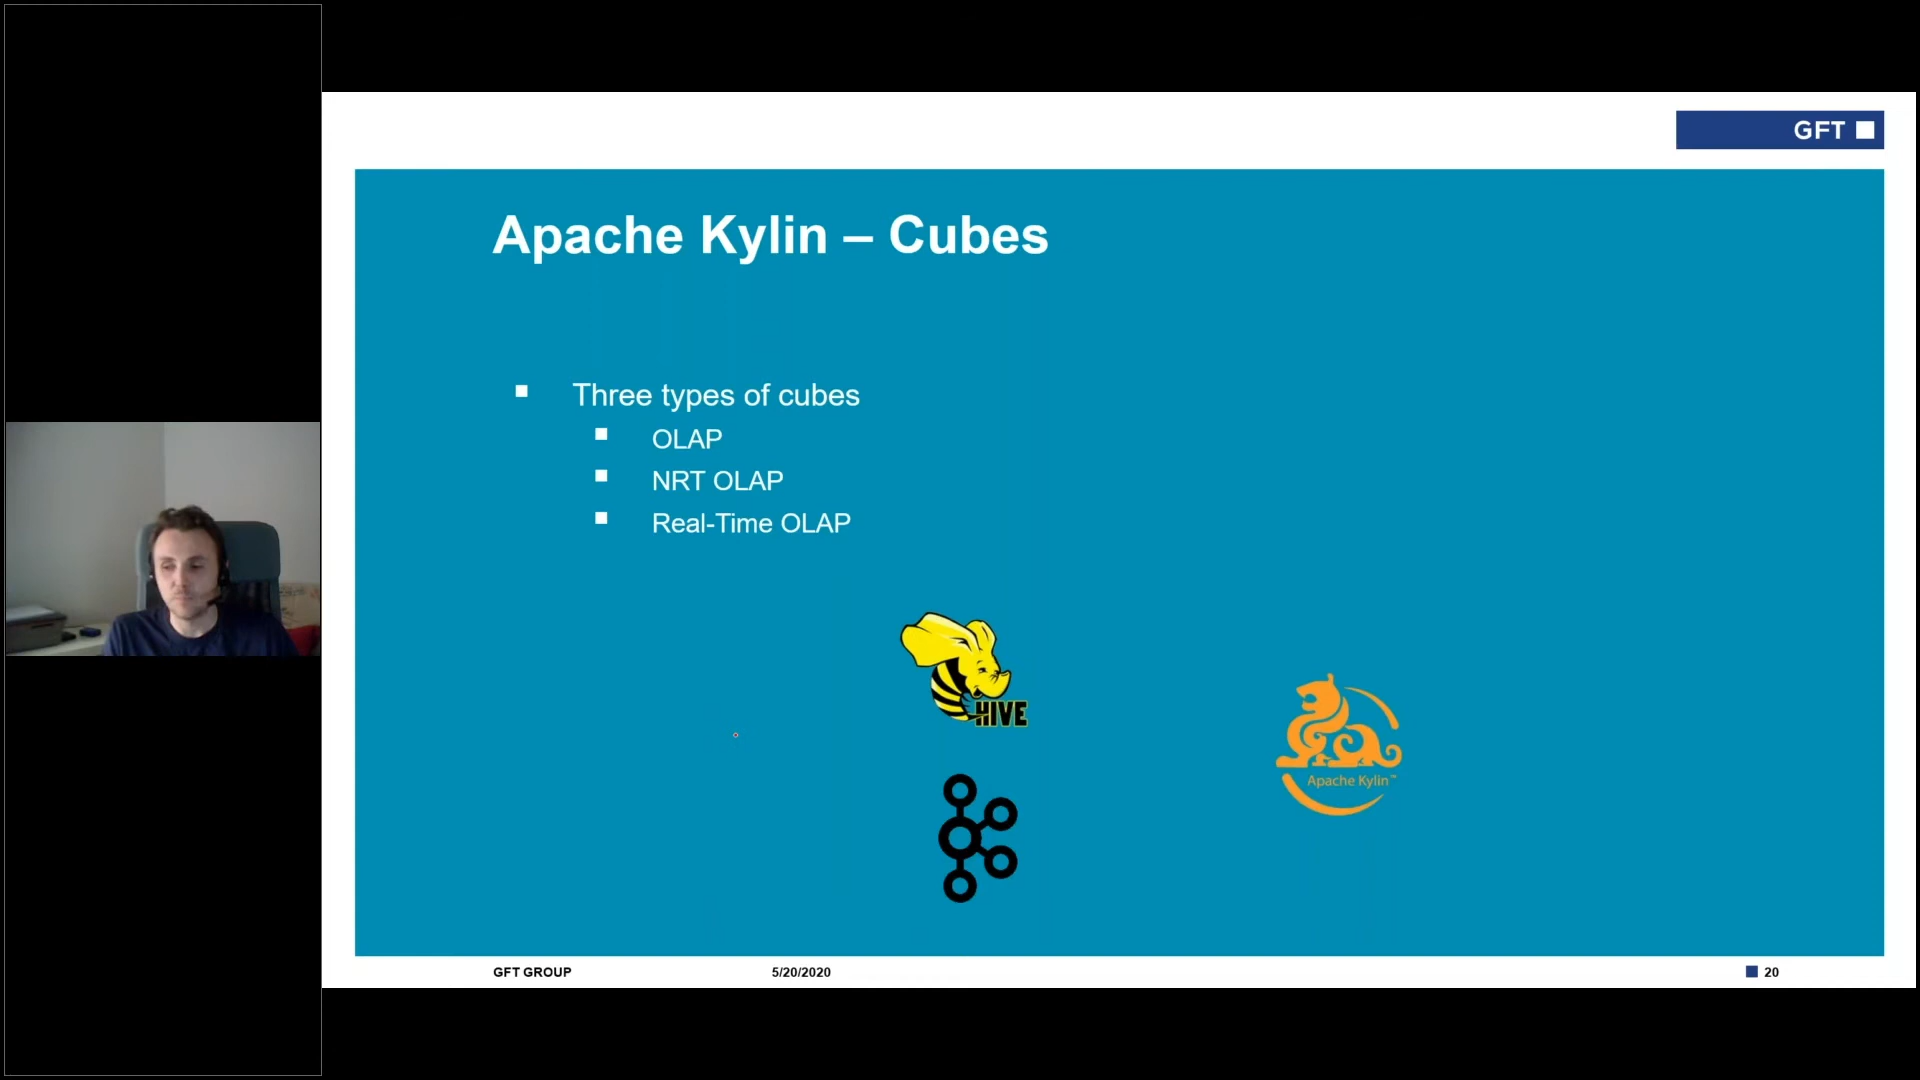 GFT
Apache Kylin – Cubes
Three types of cubes
OLAP
NRT OLAP
Real-Time OLAP
HIVE
Apache Kylin™
GFT GROUP
5/20/2020
20